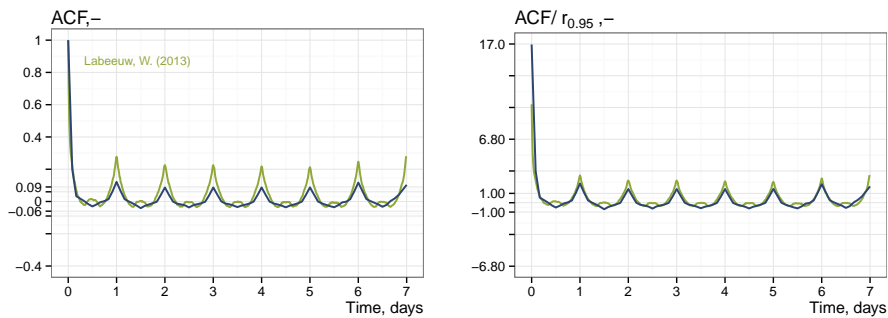 ACF,–
1
0.8
0.6
0.4
0.09
0
−0.06
−0.4
Labeeuw, W. (2013)
0 1 2 3 4 5 6 7
Time, days
ACF/ r0.95 ,–
17.0
6.80
1.00
−1.00
−6.80
0 1 2 3 4 5 6 7
Time, days